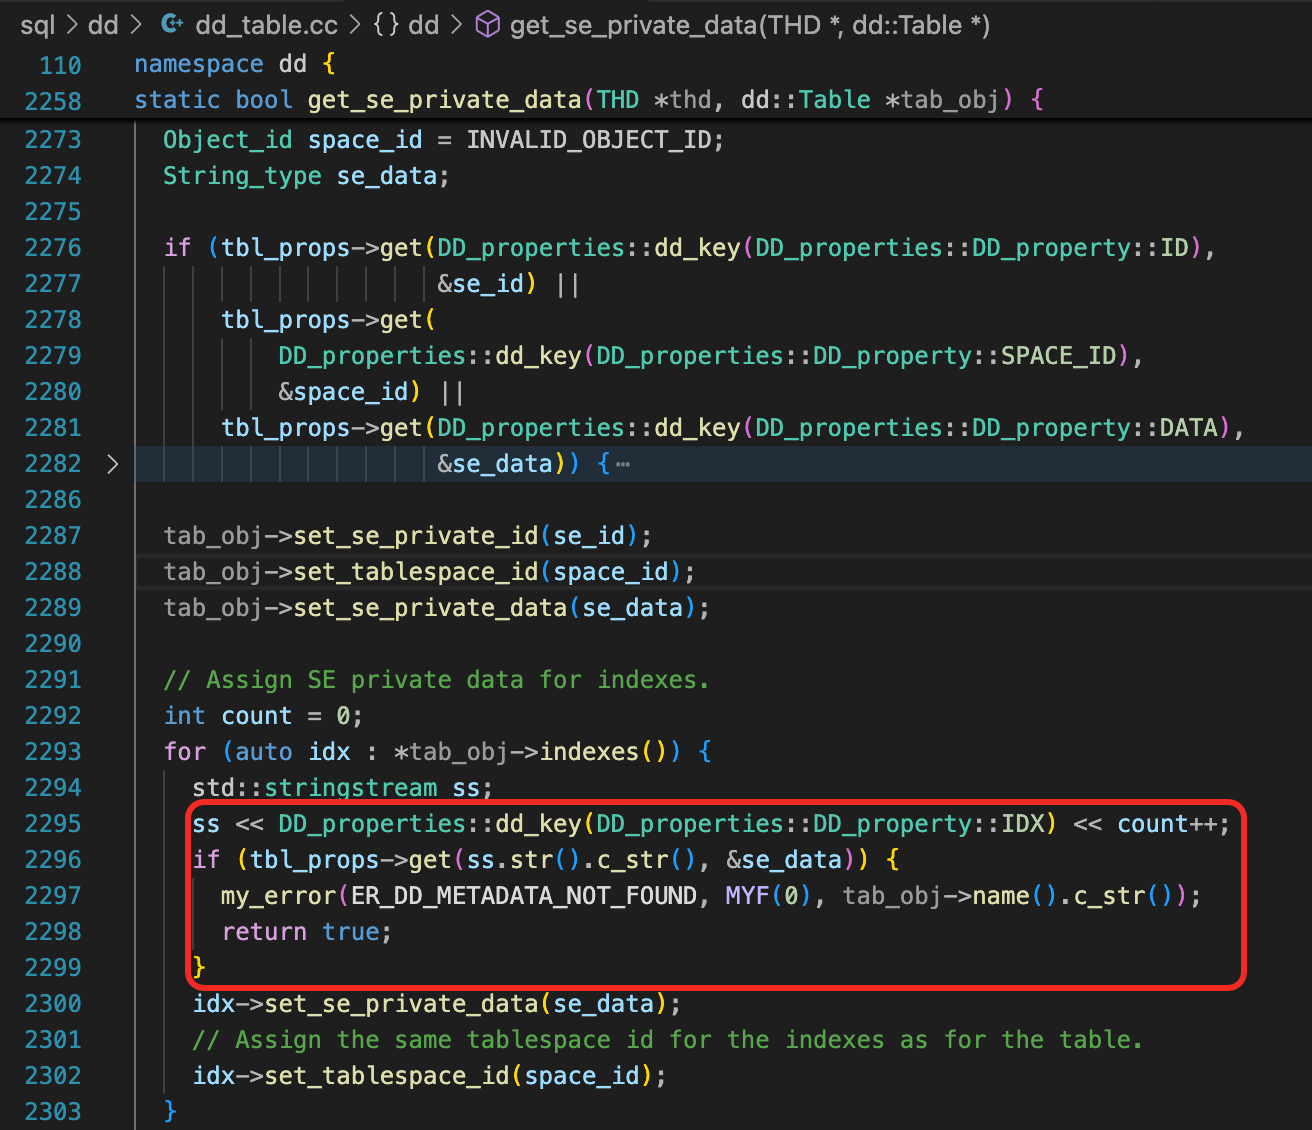 sql > dd > dd_table.cc > {} dd > get_se_private_data(THD *, dd::Table *)
110 namespace dd {
2258 static bool get_se_private_data(THD *thd, dd::Table *tab_obj) {
2273 Object_id space_id = INVALID_OBJECT_ID;
2274 String_type se_data;
2275
2276 if (tbl_props->get(DD_properties::dd_key(DD_properties::DD_property::ID),
2277 &se_id) ||
2278 tbl_props->get(
2279 DD_properties::dd_key(DD_properties::DD_property::SPACE_ID),
2280 &space_id) ||
2281 tbl_props->get(DD_properties::dd_key(DD_properties::DD_property::DATA),
2282 > &se_data)) { ⋯
2286
2287 tab_obj->set_se_private_id(se_id);
2288 tab_obj->set_tablespace_id(space_id);
2289 tab_obj->set_se_private_data(se_data);
2290
2291 // Assign SE private data for indexes.
2292 int count = 0;
2293 for (auto idx : *tab_obj->indexes()) {
2294 std::stringstream ss;
2295 ss << DD_properties::dd_key(DD_properties::DD_property::IDX) << count++;
2296 if (tbl_props->get(ss.str().c_str(), &se_data)) {
2297 my_error(ER_DD_METADATA_NOT_FOUND, MYF(0), tab_obj->name().c_str());
2298 return true;
2299 }
2300 idx->set_se_private_data(se_data);
2301 // Assign the same tablespace id for the indexes as for the table.
2302 idx->set_tablespace_id(space_id);
2303 }